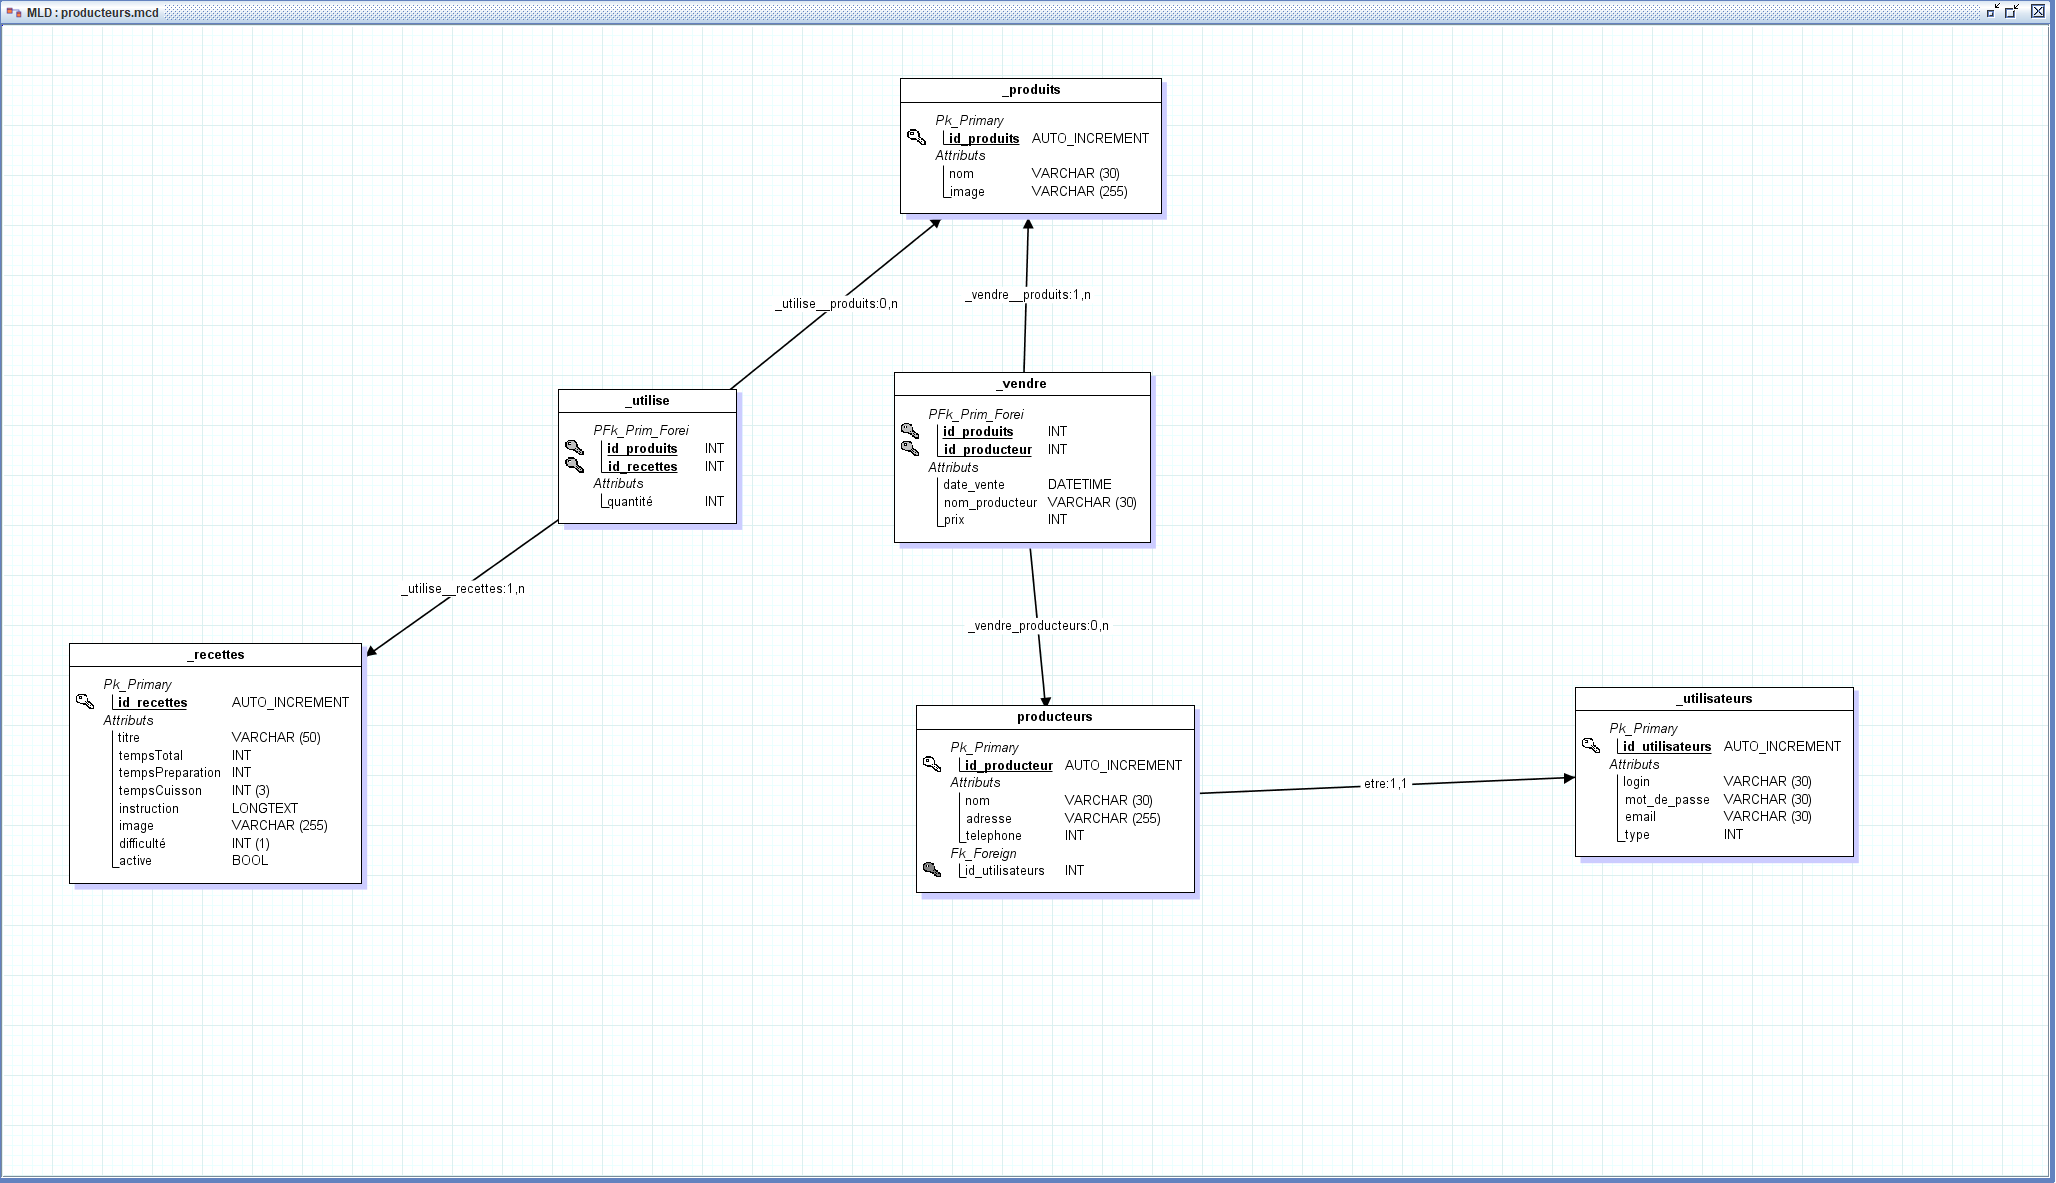 MLD : producteurs.mcd
_produits
Pk_Primary
id_produits AUTO_INCREMENT
Attributs
nom VARCHAR (30)
image VARCHAR (255)
_utilise__produits:0,n
_vendre__produits:1,n
_utilise
PFk_Prim_Forei
id_produits INT
id_recettes INT
Attributs
quantité INT
_vendre
PFk_Prim_Forei
id_produits INT
id_producteur INT
Attributs
date_vente DATETIME
nom_producteur VARCHAR (30)
prix INT
_utilise__recettes:1,n
_vendre_producteurs:0,n
_recettes
Pk_Primary
id_recettes AUTO_INCREMENT
Attributs
titre VARCHAR (50)
tempsTotal INT
tempsPreparation INT
tempsCuisson INT (3)
instruction LONGTEXT
image VARCHAR (255)
difficulté INT (1)
active BOOL
producteurs
Pk_Primary
id_producteur AUTO_INCREMENT
Attributs
nom VARCHAR (30)
adresse VARCHAR (255)
telephone INT
Fk_Foreign
id_utilisateurs INT
etre:1,1
_utilisateurs
Pk_Primary
id_utilisateurs AUTO_INCREMENT
Attributs
login VARCHAR (30)
mot_de_passe VARCHAR (30)
email VARCHAR (30)
type INT